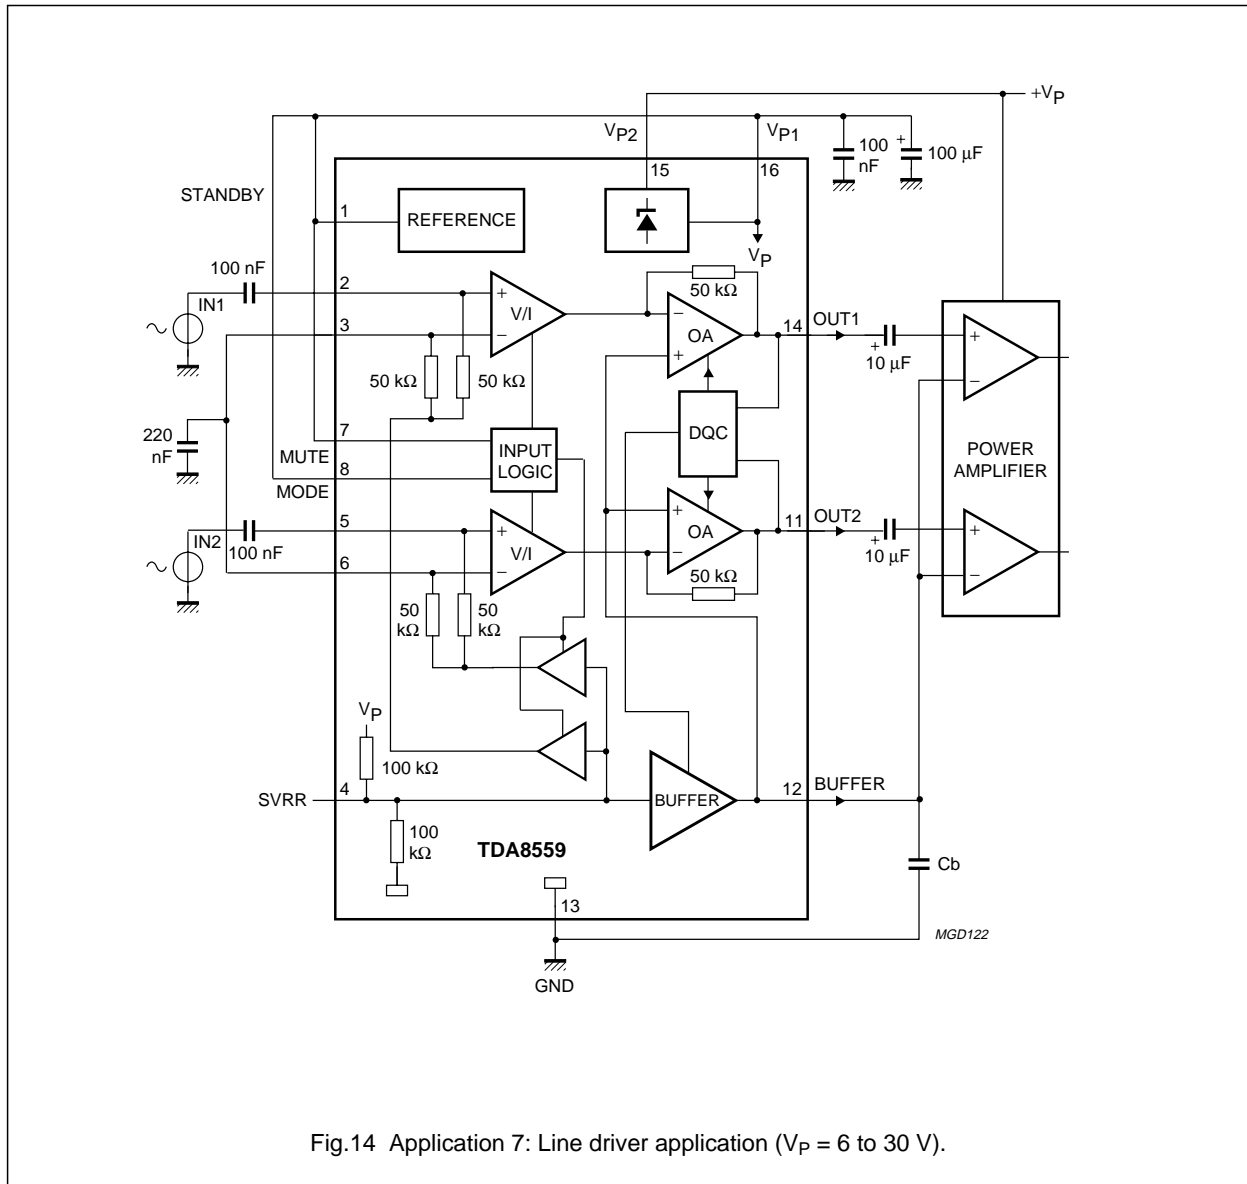 +VP
VP2
VP1
15
16
100
nF
+
100 μF
STANDBY
1
REFERENCE
VP
100 nF
2
IN1
3
+
V/I
−
50 kΩ
50 kΩ
50 kΩ
−
OA
+
14
OUT1
+
10 μF
+
−
220
nF
7
MUTE
8
MODE
INPUT
LOGIC
DQC
POWER
AMPLIFIER
5
IN2
100 nF
6
+
V/I
−
+
OA
−
11
OUT2
+
10 μF
+
−
50 kΩ
50
kΩ
50
kΩ
VP
100 kΩ
SVRR
4
BUFFER
12
BUFFER
100
kΩ
TDA8559
Cb
13
MGD122
GND
Fig.14 Application 7: Line driver application (VP = 6 to 30 V).